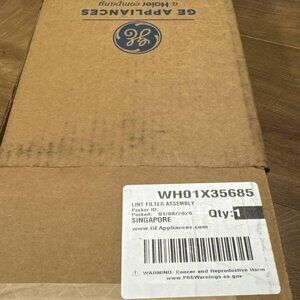 GE APPLIANCES
a Haier company
GE
WH01X35685
LINT FILTER ASSEMBLY
Packer ID:
Packed: 01/08/2026
SINGAPORE
Qty:1
www.GEAppliances.com
⚠ WARNING: Cancer and Reproductive Harm
www.P65Warnings.ca.gov